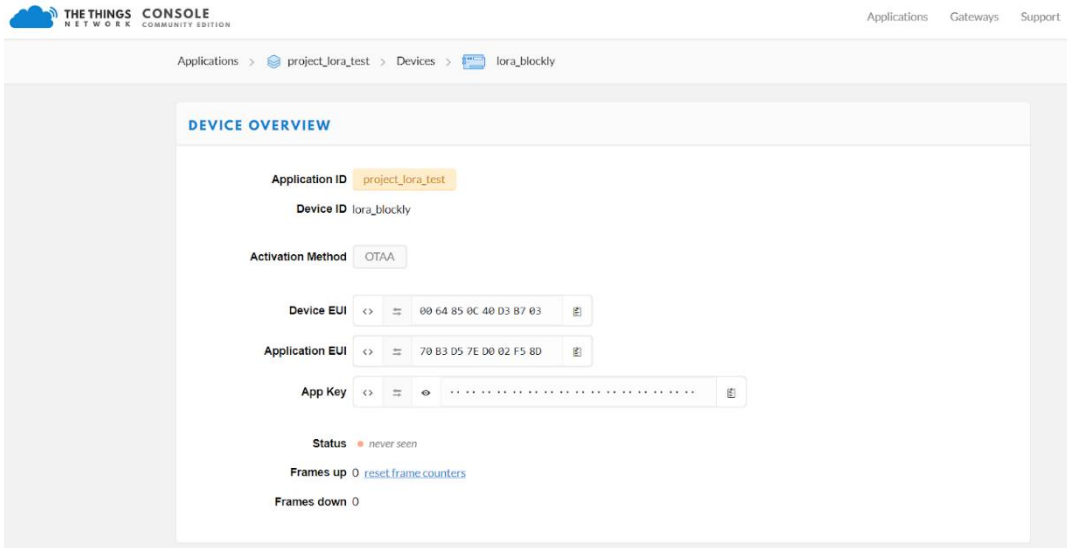 THE THINGS NETWORK CONSOLE COMMUNITY EDITION Applications Gateways Support
Applications > project_lora_test > Devices > lora_blockly
DEVICE OVERVIEW
Application ID project_lora_test
Device ID lora_blockly
Activation Method OTAA
Device EUI <> 00 64 85 0C 40 D3 B7 03
Application EUI <> 70 B3 D5 7E D0 02 F5 8D
App Key <>
Status never seen
Frames up 0 reset frame counters
Frames down 0